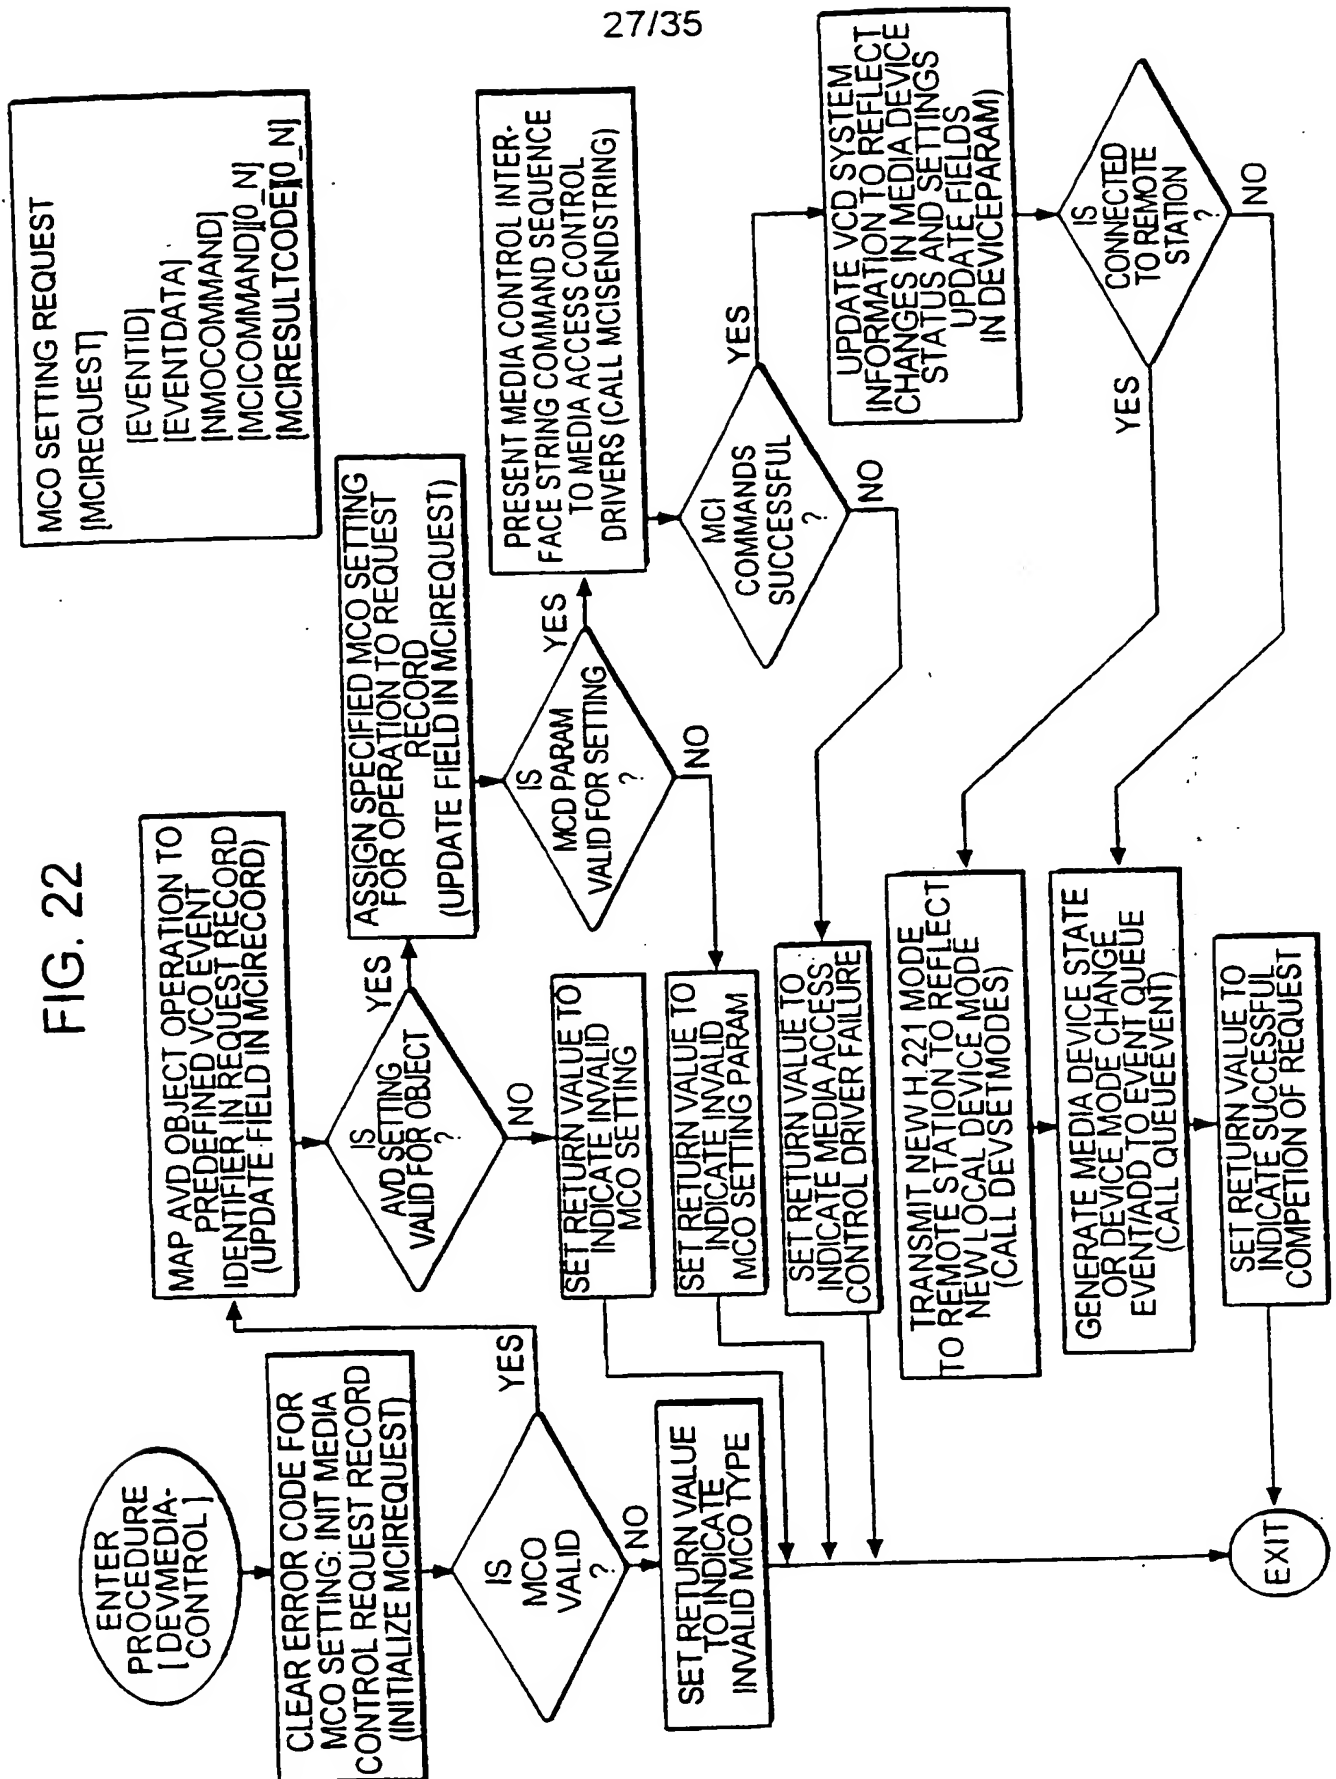 27/35
FIG. 22
MCO SETTING REQUEST
[MCIREQUEST]
[EVENTID]
[EVENTDATA]
[NMOCOMMAND]
[MCICOMMAND][0_N]
[MCIRESULTCODE][0_N]
ENTER
PROCEDURE
[DEVMEDIA-
CONTROL]
CLEAR ERROR CODE FOR
MCO SETTING: INIT MEDIA
CONTROL REQUEST RECORD
(INITIALIZE MCIREQUEST)
IS
MCO
VALID
?
YES
NO
SET RETURN VALUE
TO INDICATE
INVALID MCO TYPE
MAP AVD OBJECT OPERATION TO
PREDEFINED VCO EVENT
IDENTIFIER IN REQUEST RECORD
(UPDATE FIELD IN MCIRECORD)
IS
AVD SETTING
VALID FOR OBJECT
?
YES
NO
SET RETURN VALUE TO
INDICATE INVALID
MCO SETTING
ASSIGN SPECIFIED MCO SETTING
FOR OPERATION TO REQUEST
RECORD
(UPDATE FIELD IN MCIREQUEST)
IS
MCD PARAM
VALID FOR SETTING
?
YES
NO
SET RETURN VALUE TO
INDICATE INVALID
MCO SETTING PARAM
PRESENT MEDIA CONTROL INTER-
FACE STRING COMMAND SEQUENCE
TO MEDIA ACCESS CONTROL
DRIVERS (CALL MCISENDSTRING)
MCI
COMMANDS
SUCCESSFUL
?
YES
NO
SET RETURN VALUE TO
INDICATE MEDIA ACCESS
CONTROL DRIVER FAILURE
UPDATE VCD SYSTEM
INFORMATION TO REFLECT
CHANGES IN MEDIA DEVICE
STATUS AND SETTINGS
UPDATE FIELDS
IN DEVICEPARAM)
IS
CONNECTED
TO REMOTE
STATION
?
YES
NO
TRANSMIT NEW H.221 MODE
TO REMOTE STATION TO REFLECT
NEW LOCAL DEVICE MODE
(CALL DEVSETMODES)
GENERATE MEDIA DEVICE STATE
OR DEVICE MODE CHANGE
EVENT/ADD TO EVENT QUEUE
(CALL QUEUEEVENT)
SET RETURN VALUE TO
INDICATE SUCCESSFUL
COMPETION OF REQUEST
EXIT